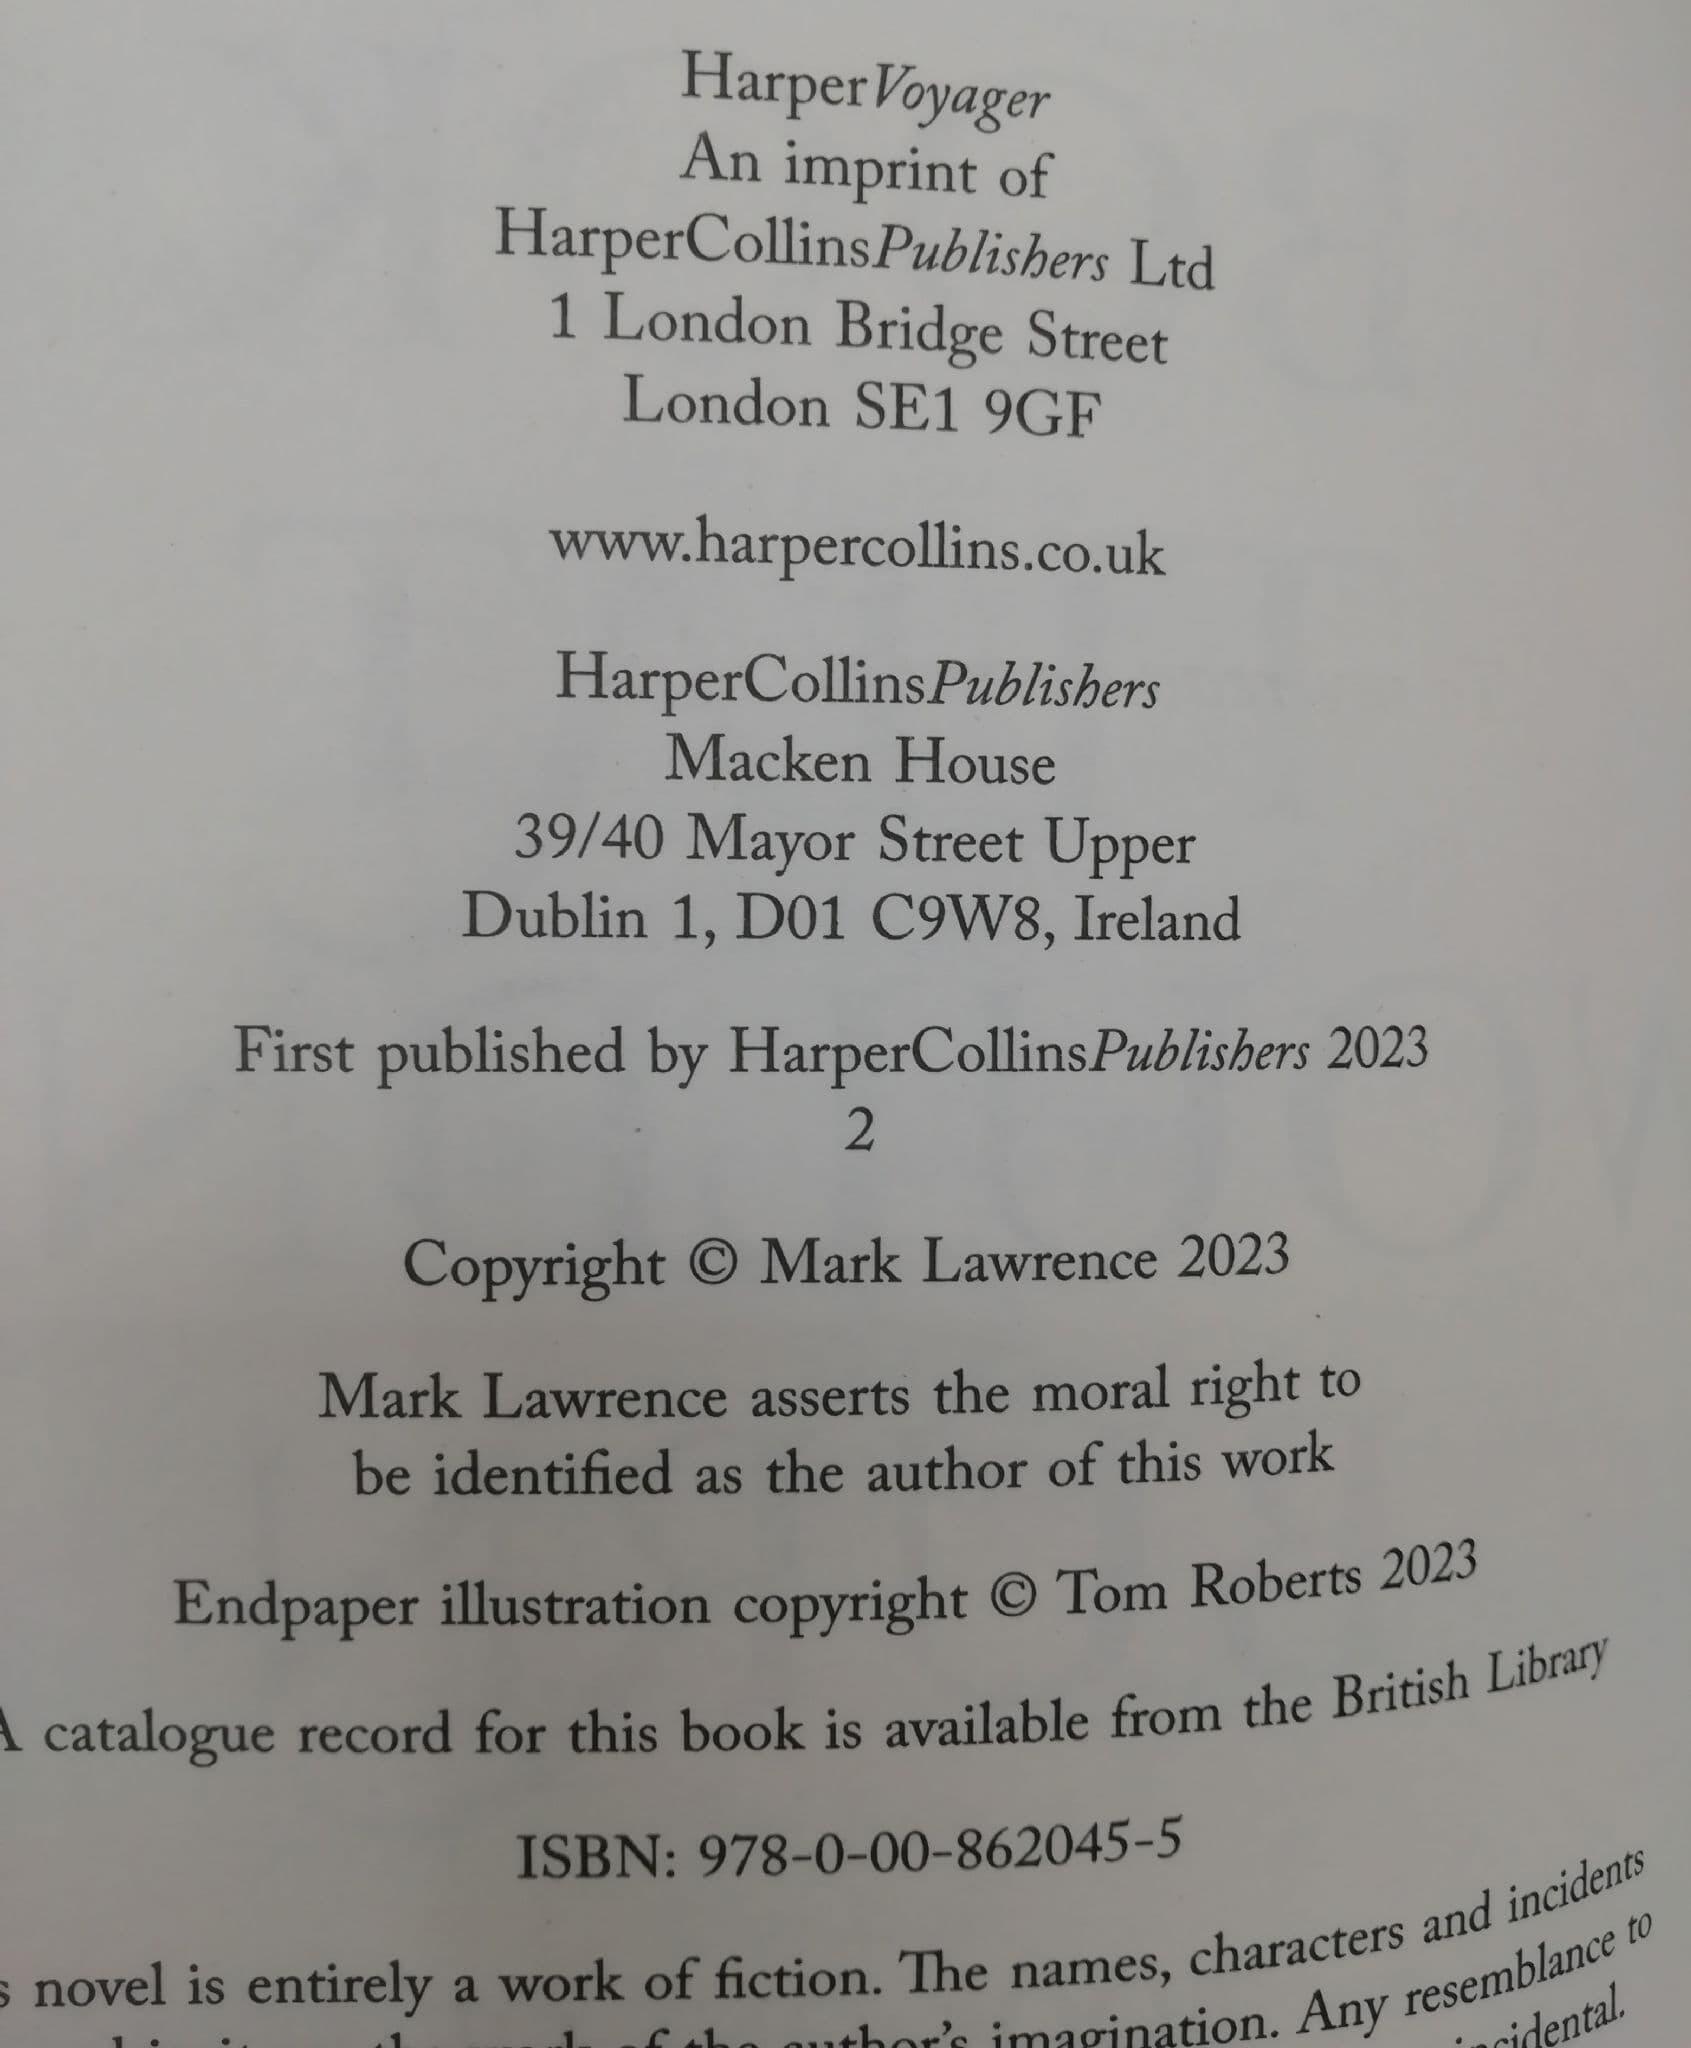 HarperVoyager
An imprint of
HarperCollinsPublishers Ltd
1 London Bridge Street
London SE1 9GF
www.harpercollins.co.uk
HarperCollinsPublishers
Macken House
39/40 Mayor Street Upper
Dublin 1, D01 C9W8, Ireland
First published by HarperCollinsPublishers 2023
2
Copyright © Mark Lawrence 2023
Mark Lawrence asserts the moral right to
be identified as the author of this work
Endpaper illustration copyright © Tom Roberts 2023
A catalogue record for this book is available from the British Library
ISBN: 978-0-00-862045-5
novel is entirely a work of fiction. The names, characters and incidents
the author's imagination. Any resemblance to